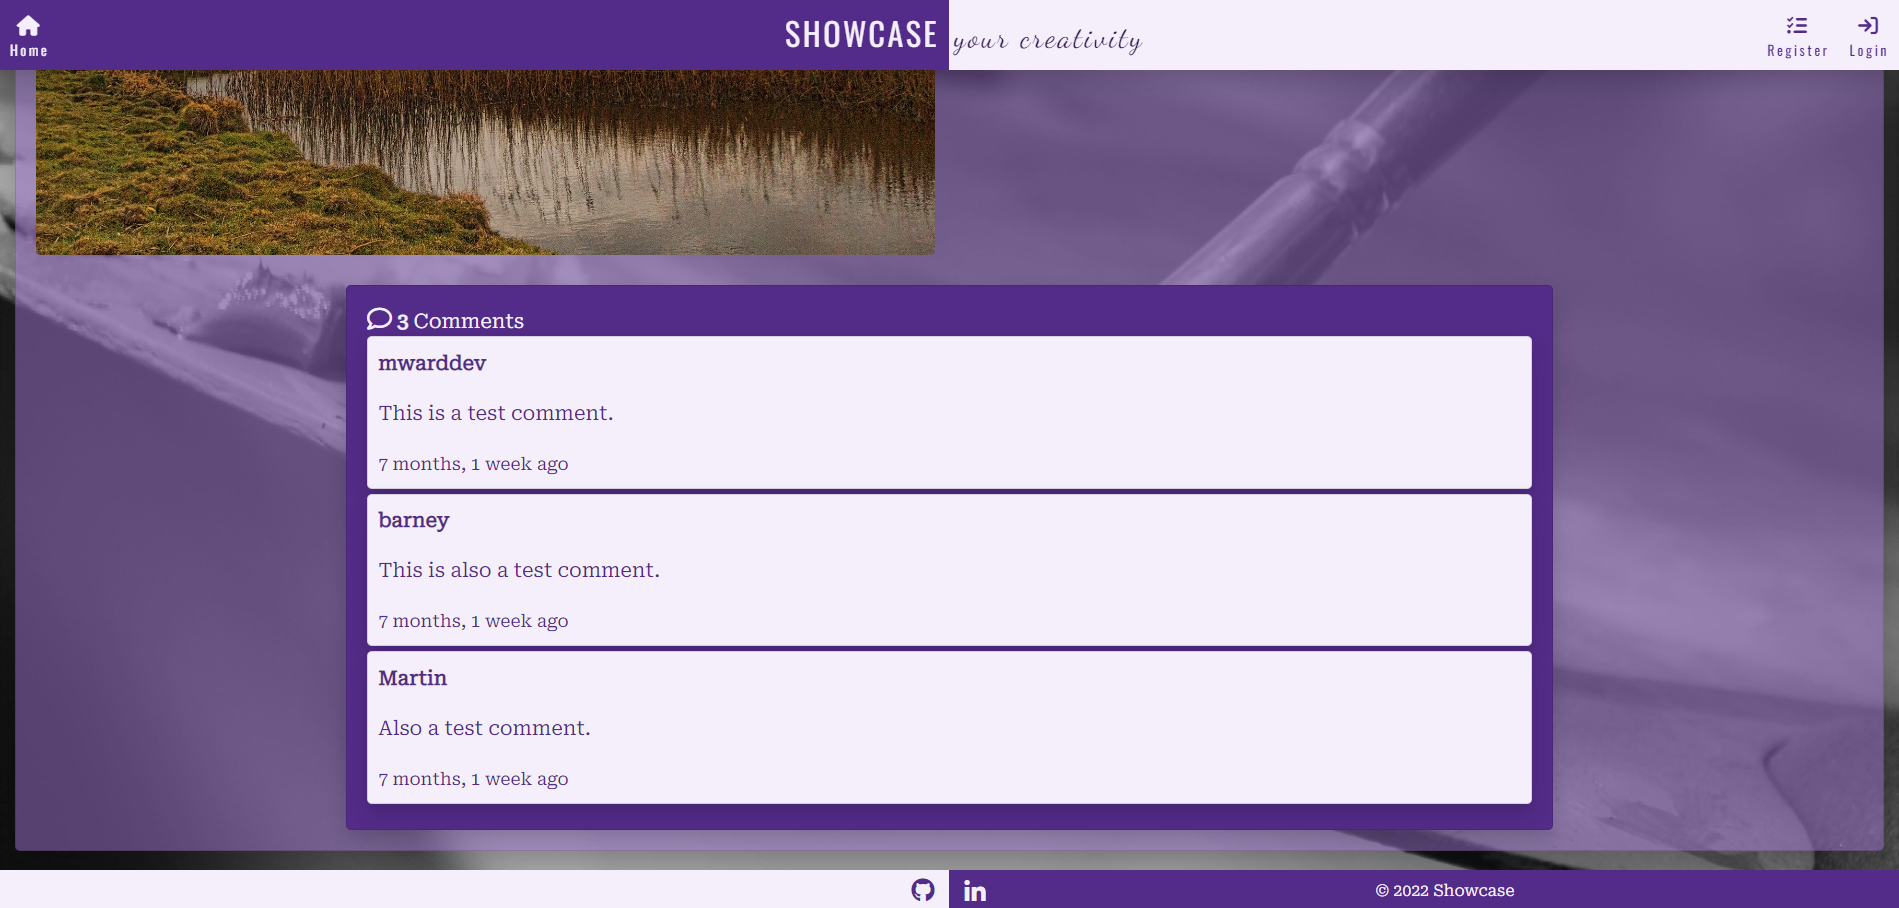 Home
SHOWCASE your creativity
Register
Login
3 Comments
mwarddev
This is a test comment.
7 months, 1 week ago
barney
This is also a test comment.
7 months, 1 week ago
Martin
Also a test comment.
7 months, 1 week ago
in
© 2022 Showcase